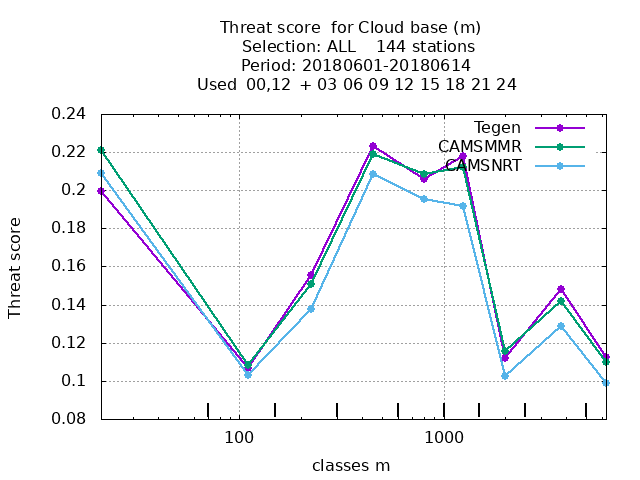 Threat score  for Cloud base (m)
Selection: ALL    144 stations
Period: 20180601-20180614
Used  00,12  + 03 06 09 12 15 18 21 24
0.24
0.22
0.2
0.18
0.16
0.14
0.12
0.1
0.08
Threat score
Tegen
CAMSMMR
CAMSNRT
100
1000
classes m